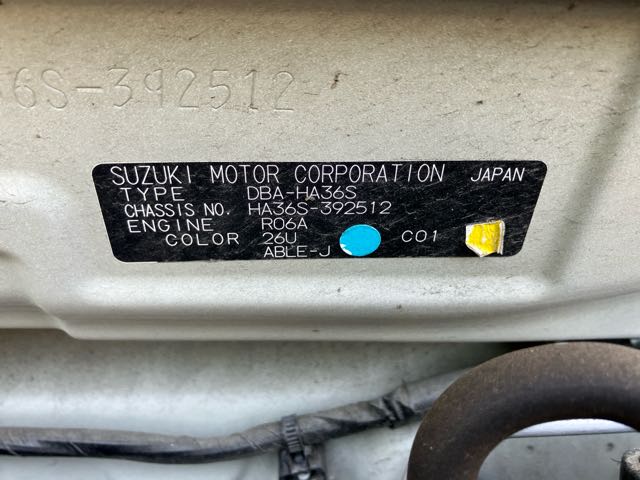 6S-392512
SUZUKI MOTOR CORPORATION JAPAN
TYPE DBA-HA36S
CHASSIS NO. HA36S-392512
ENGINE R06A
COLOR 26U C01
ABLE-J